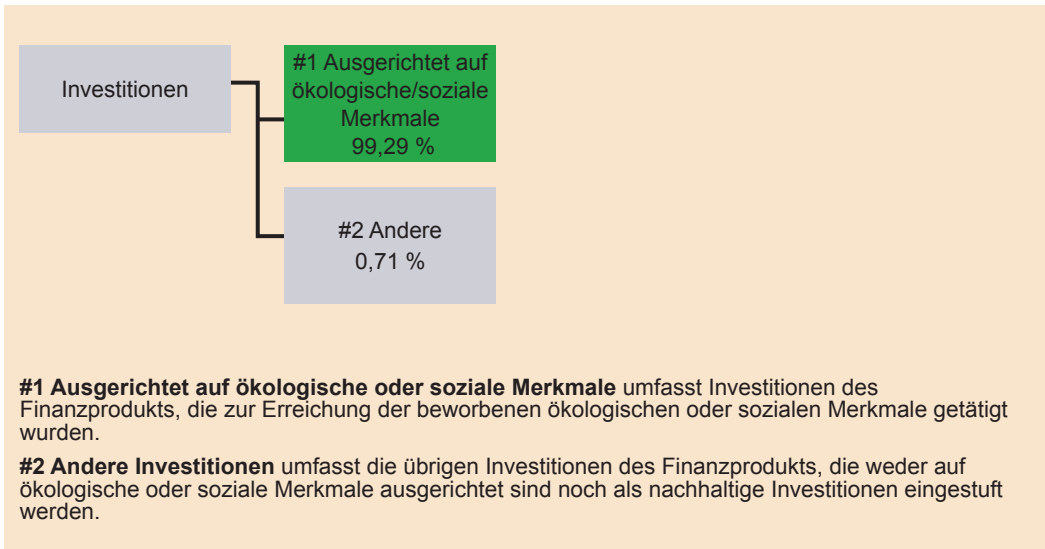 Investitionen
#1 Ausgerichtet auf
ökologische/soziale
Merkmale
99,29 %
#2 Andere
0,71 %
#1 Ausgerichtet auf ökologische oder soziale Merkmale umfasst Investitionen des
Finanzprodukts, die zur Erreichung der beworbenen ökologischen oder sozialen Merkmale getätigt
wurden.
#2 Andere Investitionen umfasst die übrigen Investitionen des Finanzprodukts, die weder auf
ökologische oder soziale Merkmale ausgerichtet sind noch als nachhaltige Investitionen eingestuft
werden.